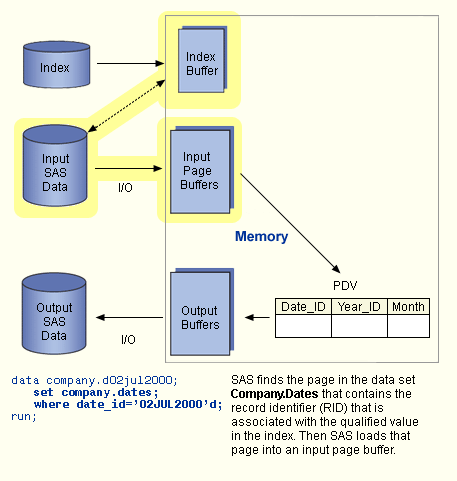 Index
Index
Buffer
Input
SAS
Data
I/O
Input
Page
Buffers
Memory
PDV
Date_ID Year_ID Month
Output
SAS
Data
I/O
Output
Buffers
data company.d02jul2000;
set company.dates;
where date_id='02JUL2000'd;
run;
SAS finds the page in the data set
Company.Dates that contains the
record identifier (RID) that is
associated with the qualified value
in the index. Then SAS loads that
page into an input page buffer.